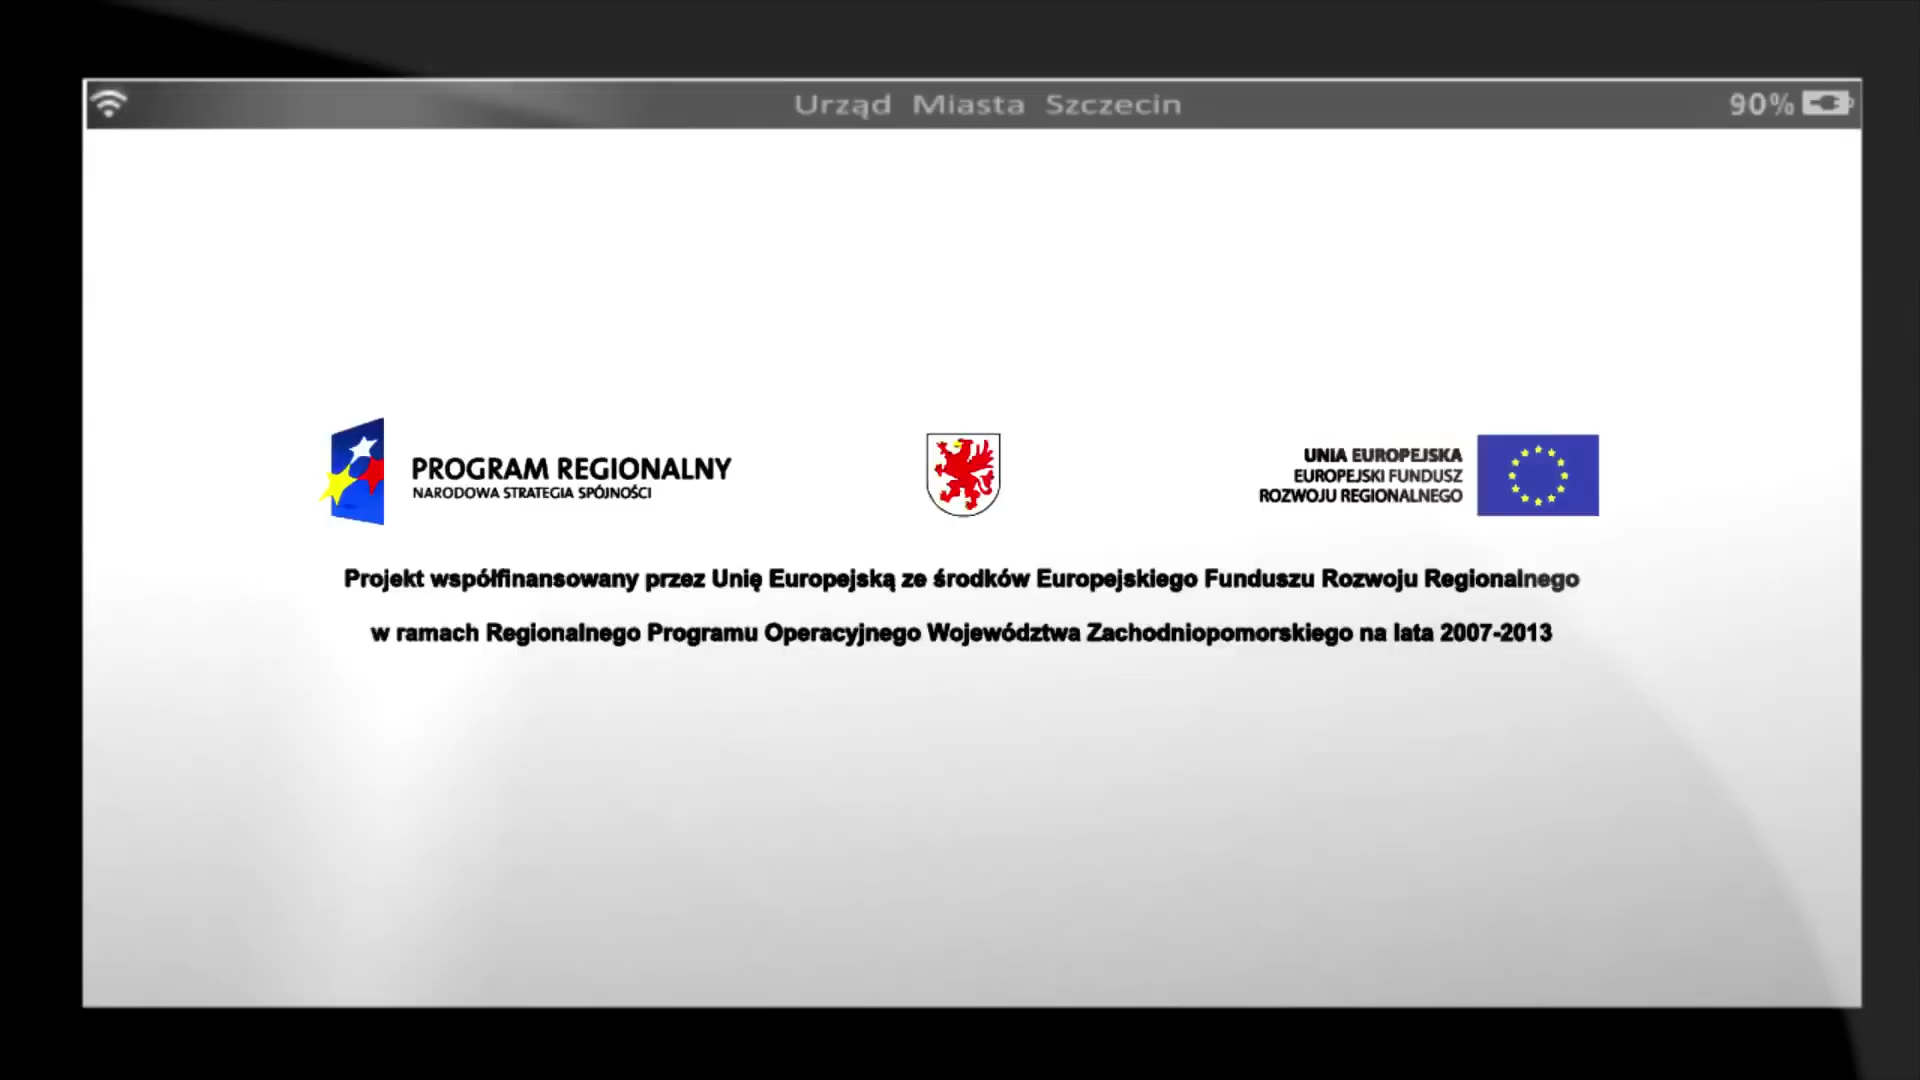 Urząd Miasta Szczecin
90%
PROGRAM REGIONALNY
NARODOWA STRATEGIA SPÓJNOŚCI
UNIA EUROPEJSKA
EUROPEJSKI FUNDUSZ
ROZWOJU REGIONALNEGO
Projekt współfinansowany przez Unię Europejską ze środków Europejskiego Funduszu Rozwoju Regionalnego
w ramach Regionalnego Programu Operacyjnego Województwa Zachodniopomorskiego na lata 2007-2013